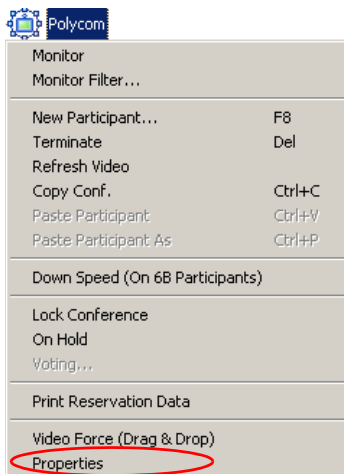 Polycom
Monitor
Monitor Filter...
New Participant... F8
Terminate Del
Refresh Video
Copy Conf. Ctrl+C
Paste Participant Ctrl+V
Paste Participant As Ctrl+P
Down Speed (On 6B Participants)
Lock Conference
On Hold
Voting...
Print Reservation Data
Video Force (Drag & Drop)
Properties